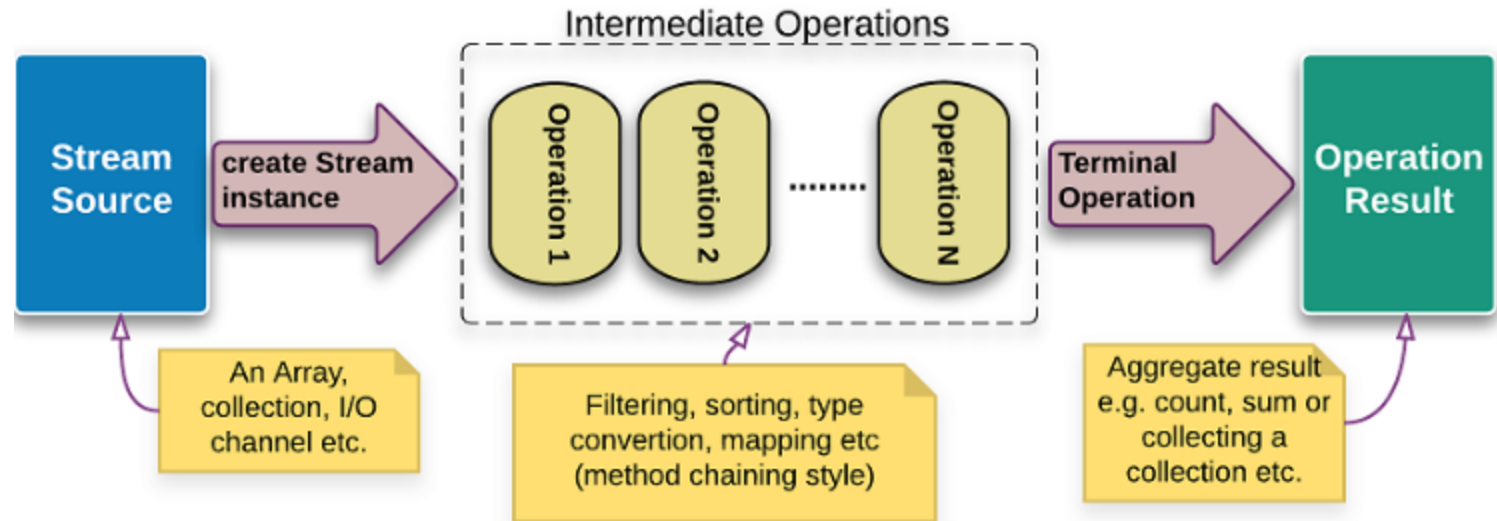 Intermediate Operations
Stream
Source
create Stream
instance
Operation 1
Operation 2
Operation N
Terminal
Operation
Operation
Result
An Array,
collection, I/O
channel etc.
Filtering, sorting, type
convertion, mapping etc
(method chaining style)
Aggregate result
e.g. count, sum or
collecting a
collection etc.